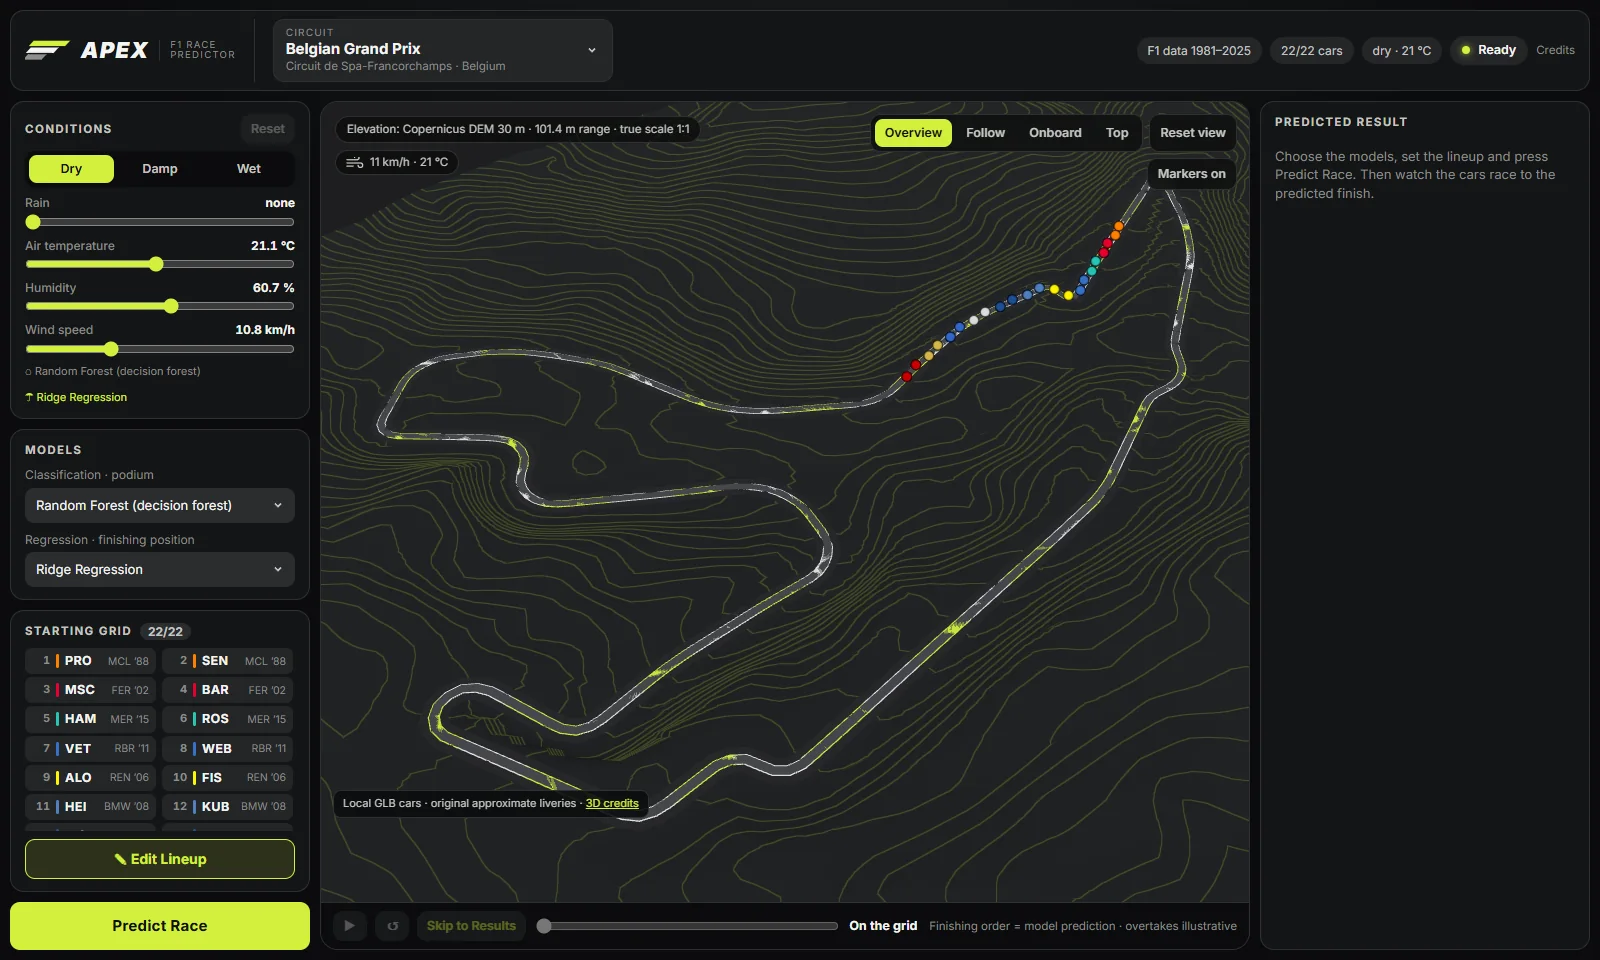 APEX
F1 RACE
PREDICTOR
CIRCUIT
Belgian Grand Prix
Circuit de Spa-Francorchamps · Belgium
F1 data 1981–2025
22/22 cars
dry · 21 °C
Ready
Credits
CONDITIONS
Reset
Dry
Damp
Wet
Rain
none
Air temperature
21.1 °C
Humidity
60.7 %
Wind speed
10.8 km/h
Random Forest (decision forest)
Ridge Regression
MODELS
Classification · podium
Random Forest (decision forest)
Regression · finishing position
Ridge Regression
STARTING GRID 22/22
1 PRO MCL '88
2 SEN MCL '88
3 MSC FER '02
4 BAR FER '02
5 HAM MER '15
6 ROS MER '15
7 VET RBR '11
8 WEB RBR '11
9 ALO REN '06
10 FIS REN '06
11 HEI BMW '08
12 KUB BMW '08
Edit Lineup
Predict Race
Elevation: Copernicus DEM 30 m · 101.4 m range · true scale 1:1
11 km/h · 21 °C
Overview
Follow
Onboard
Top
Reset view
Markers on
Local GLB cars · original approximate liveries · 3D credits
Skip to Results
On the grid
Finishing order = model prediction · overtakes illustrative
PREDICTED RESULT
Choose the models, set the lineup and press
Predict Race. Then watch the cars race to the
predicted finish.